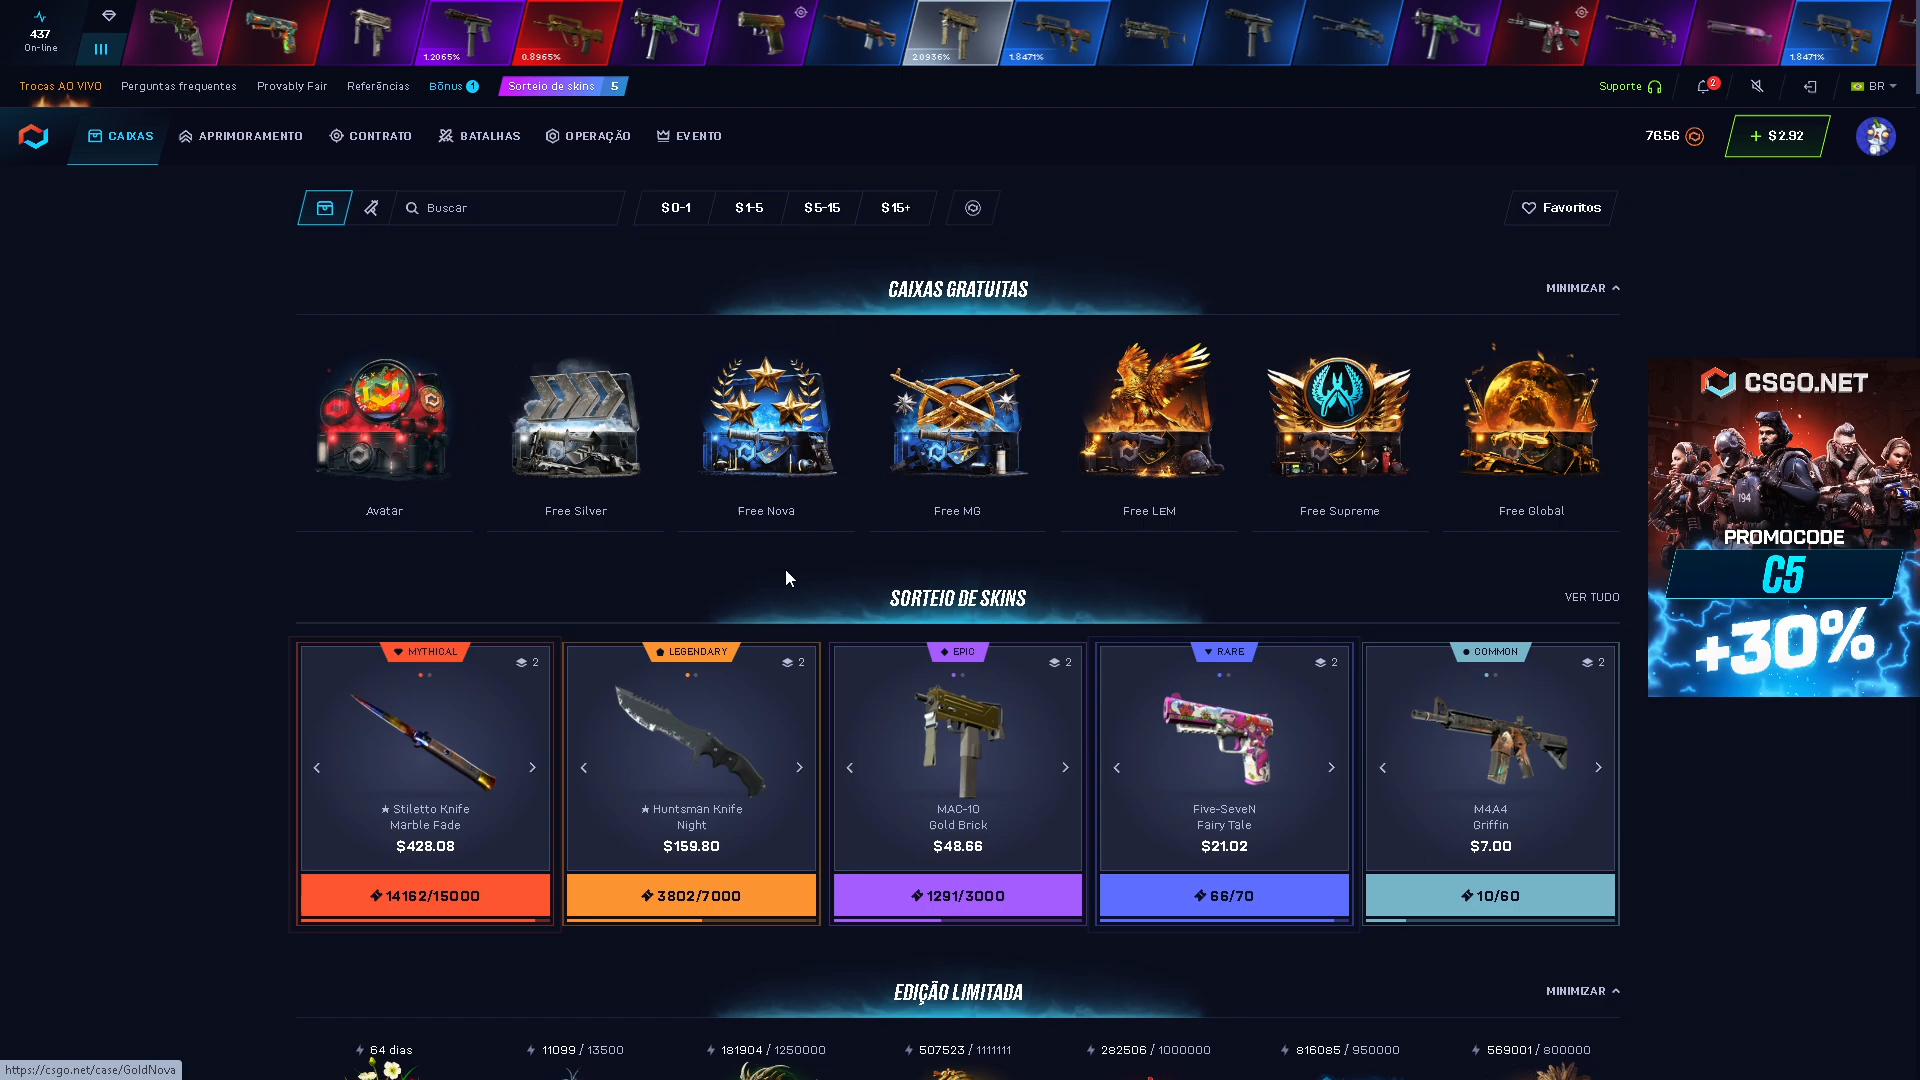 437
On-line
1.2065%
0.8965%
2.0936%
1.8471%
1.8471%
Trocas AO VIVO
Perguntas frequentes
Provably Fair
Referências
Bônus 1
Sorteio de skins 5
Suporte
2
BR
CAIXAS
APRIMORAMENTO
CONTRATO
BATALHAS
OPERAÇÃO
EVENTO
76.56
+ $ 2.92
Buscar
$ 0-1
$ 1-5
$ 5-15
$ 15+
Favoritos
CAIXAS GRATUITAS
MINIMIZAR
Avatar
Free Silver
Free Nova
Free MG
Free LEM
Free Supreme
Free Global
CSGO.NET
194
PROMOCODE
C5
+30%
SORTEIO DE SKINS
VER TUDO
MYTHICAL
2
★ Stiletto Knife
Marble Fade
$428.08
14162/15000
LEGENDARY
2
★ Huntsman Knife
Night
$159.80
3802/7000
EPIC
2
MAC-10
Gold Brick
$48.66
1291/3000
RARE
2
Five-SeveN
Fairy Tale
$21.02
66/70
COMMON
2
M4A4
Griffin
$7.00
10/60
EDIÇÃO LIMITADA
MINIMIZAR
64 dias
11099 / 13500
181904 / 1250000
507523 / 1111111
282506 / 1000000
816085 / 950000
569001 / 800000
https://csgo.net/case/GoldNova